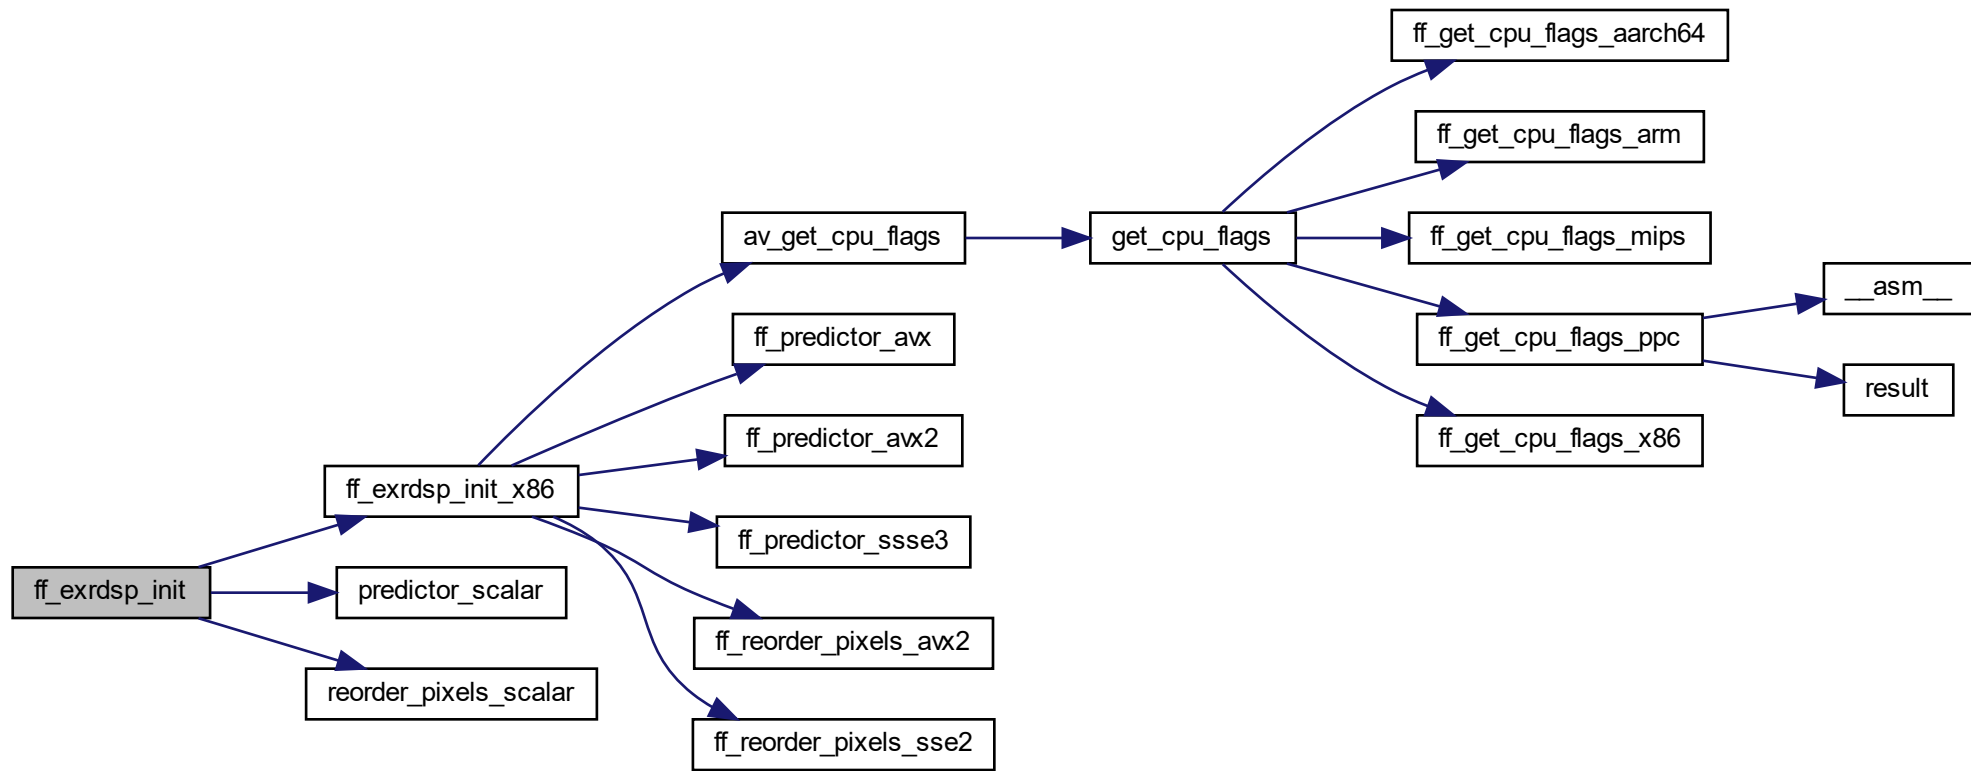 ff_get_cpu_flags_aarch64
ff_get_cpu_flags_arm
av_get_cpu_flags
get_cpu_flags
ff_get_cpu_flags_mips
__asm__
ff_predictor_avx
ff_get_cpu_flags_ppc
result
ff_predictor_avx2
ff_get_cpu_flags_x86
ff_exrdsp_init_x86
ff_predictor_ssse3
ff_exrdsp_init
predictor_scalar
ff_reorder_pixels_avx2
reorder_pixels_scalar
ff_reorder_pixels_sse2